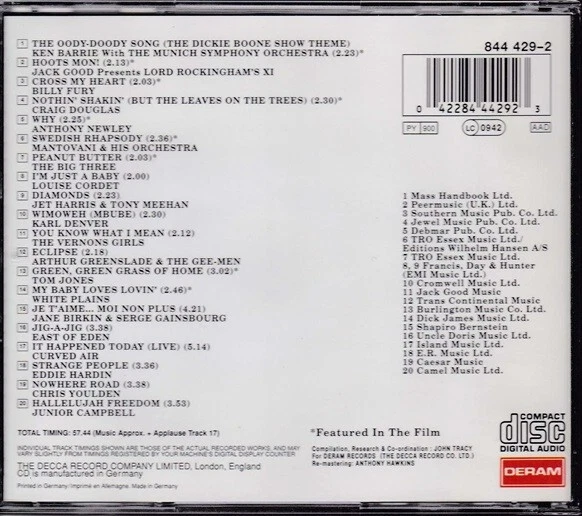 1 THE OODY-DOODY SONG (THE DICKIE BOONE SHOW THEME)
KEN BARRIE With THE MUNICH SYMPHONY ORCHESTRA (2.23)*
2 HOOTS MON! (2.13)*
JACK GOOD Presents LORD ROCKINGHAM'S XI
3 CROSS MY HEART (2.03)*
BILLY FURY
4 NOTHIN' SHAKIN' (BUT THE LEAVES ON THE TREES) (2.30)*
CRAIG DOUGLAS
5 WHY (2.25)*
ANTHONY NEWLEY
6 SWEDISH RHAPSODY (2.36)*
MANTOVANI & HIS ORCHESTRA
7 PEANUT BUTTER (2.03)*
THE BIG THREE
8 I'M JUST A BABY (2.00)
LOUISE CORDET
9 DIAMONDS (2.23)
JET HARRIS & TONY MEEHAN
10 WIMOWEH (MBUBE) (2.30)
KARL DENVER
11 YOU KNOW WHAT I MEAN (2.12)
THE VERNONS GIRLS
12 ECLIPSE (2.18)
ARTHUR GREENSLADE & THE GEE-MEN
13 GREEN, GREEN GRASS OF HOME (3.02)*
TOM JONES
14 MY BABY LOVES LOVIN' (2.46)*
WHITE PLAINS
15 JE T'AIME... MOI NON PLUS (4.21)
JANE BIRKIN & SERGE GAINSBOURG
16 JIG-A-JIG (3.38)
EAST OF EDEN
17 IT HAPPENED TODAY (LIVE) (5.14)
CURVED AIR
18 STRANGE PEOPLE (3.36)
EDDIE HARDIN
19 NOWHERE ROAD (3.38)
CHRIS YOULDEN
20 HALLELUJAH FREEDOM (3.53)
JUNIOR CAMPBELL
TOTAL TIMING: 57.44 (Music Approx. + Applause Track 17)
INDIVIDUAL TRACK TIMINGS SHOWN ARE THOSE OF THE ACTUAL RECORDED WORKS, AND MAY
VARY SLIGHTLY FROM TIMINGS REGISTERED BY YOUR MACHINE'S DIGITAL DISPLAY COUNTER.
THE DECCA RECORD COMPANY LIMITED, London, England
CD is manufactured in Germany
Printed in Germany/Imprimé en Allemagne. Made in Germany
844 429-2
0 42284 44292 3
PY 900
LC 0942
AAD
1 Mass Handbook Ltd.
2 Peermusic (U.K.) Ltd.
3 Southern Music Pub. Co. Ltd.
4 Jewel Music Pub. Co. Ltd.
5 Debmar Pub. Co. Ltd.
6 TRO Essex Music Ltd./
Editions Wilhelm Hansen A/S
7 TRO Essex Music Ltd.
8, 9 Francis, Day & Hunter
(EMI Music Ltd.)
10 Cromwell Music Ltd.
11 Jack Good Music
12 Trans Continental Music
13 Burlington Music Co. Ltd.
14 Dick James Music Ltd.
15 Shapiro Bernstein
16 Uncle Doris Music Ltd.
17 Island Music Ltd.
18 E.R. Music Ltd.
19 Caesar Music
20 Camel Music Ltd.
*Featured In The Film
Compilation, Research & Co-ordination : JOHN TRACY
For DERAM RECORDS (THE DECCA RECORD CO. LTD.)
Re-mastering: ANTHONY HAWKINS
COMPACT
disc
DIGITAL AUDIO
DERAM